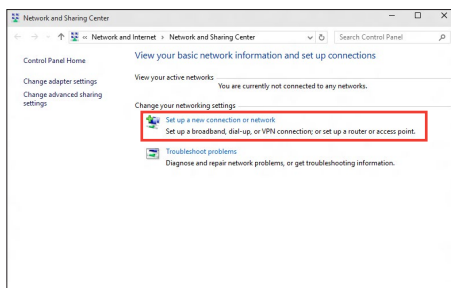 Network and Sharing Center
« Network and Internet › Network and Sharing Center
Search Control Panel
Control Panel Home
Change adapter settings
Change advanced sharing
settings
View your basic network information and set up connections
View your active networks
You are currently not connected to any networks.
Change your networking settings
Set up a new connection or network
Set up a broadband, dial-up, or VPN connection; or set up a router or access point.
Troubleshoot problems
Diagnose and repair network problems, or get troubleshooting information.